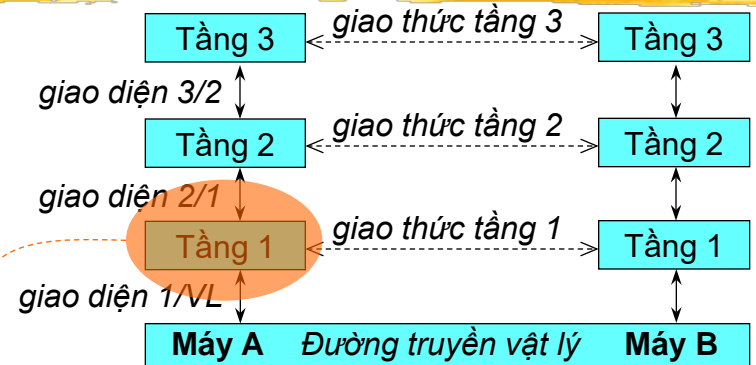 Tầng 3 giao thức tầng 3 Tầng 3
giao diện 3/2
Tầng 2 giao thức tầng 2 Tầng 2
giao diện 2/1
Tầng 1 giao thức tầng 1 Tầng 1
giao diện 1/VL
Máy A Đường truyền vật lý Máy B